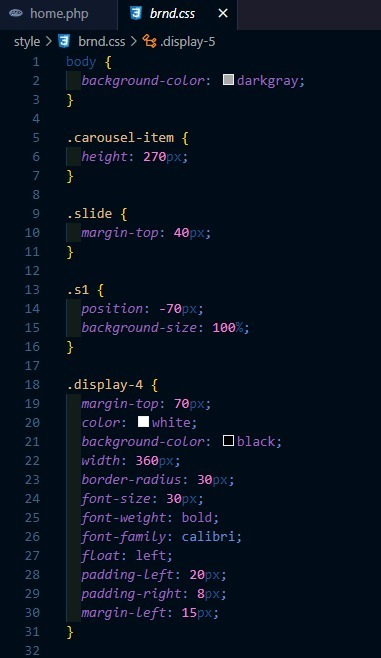 home.php
brnd.css
style > brnd.css > .display-5
1 body {
2 background-color: darkgray;
3 }
4
5 .carousel-item {
6 height: 270px;
7 }
8
9 .slide {
10 margin-top: 40px;
11 }
12
13 .s1 {
14 position: -70px;
15 background-size: 100%;
16 }
17
18 .display-4 {
19 margin-top: 70px;
20 color: white;
21 background-color: black;
22 width: 360px;
23 border-radius: 30px;
24 font-size: 30px;
25 font-weight: bold;
26 font-family: calibri;
27 float: left;
28 padding-left: 20px;
29 padding-right: 8px;
30 margin-left: 15px;
31 }
32